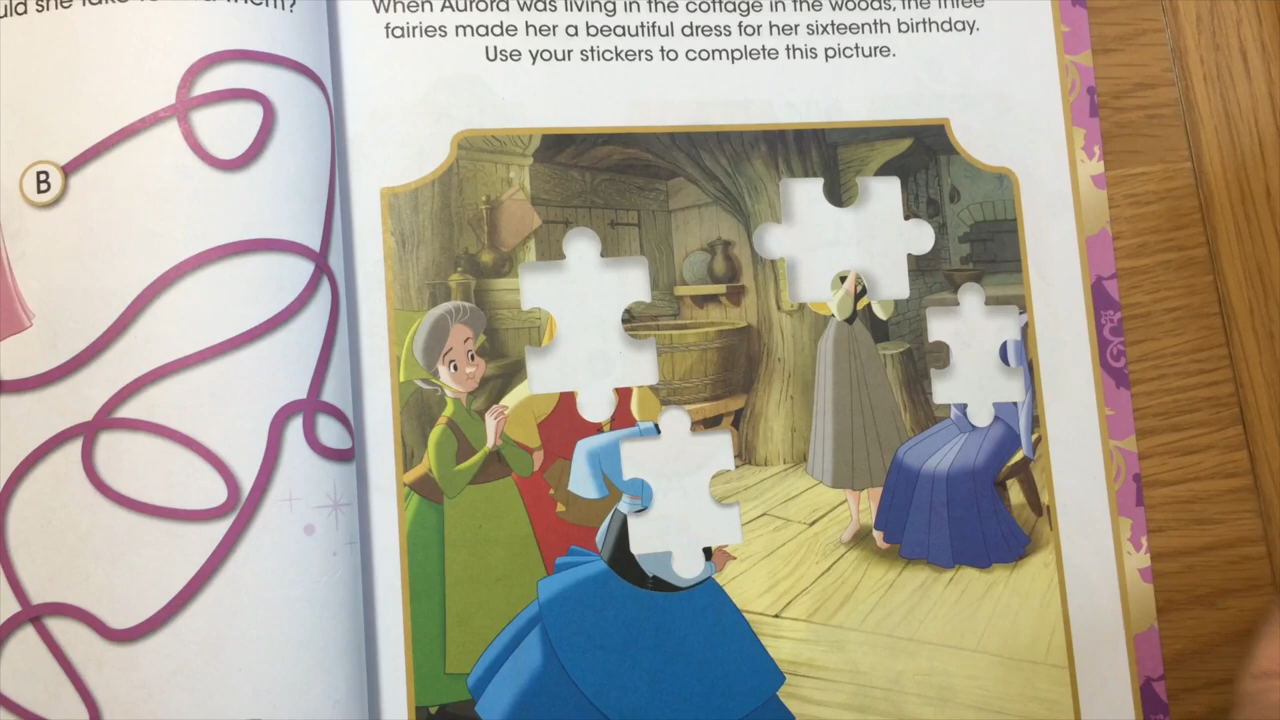 them?
B
When Aurora was living in the cottage in the woods, the three
fairies made her a beautiful dress for her sixteenth birthday.
Use your stickers to complete this picture.